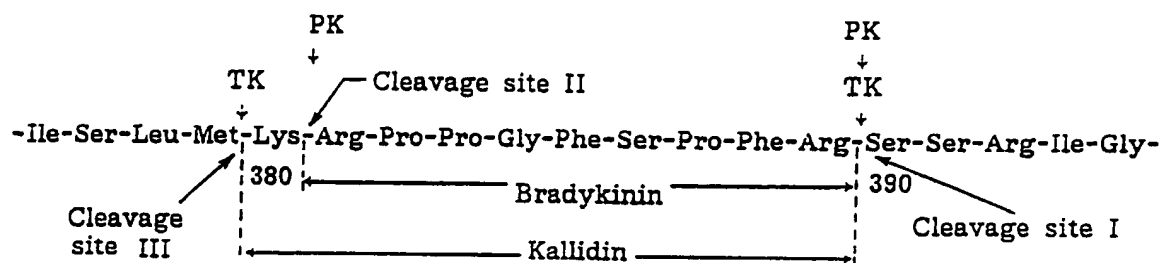 PK PK
TK Cleavage site II TK
-Ile-Ser-Leu-Met-Lys-Arg-Pro-Pro-Gly-Phe-Ser-Pro-Phe-Arg-Ser-Ser-Arg-Ile-Gly-
380 390
Bradykinin
Cleavage site III
Cleavage site I
Kallidin